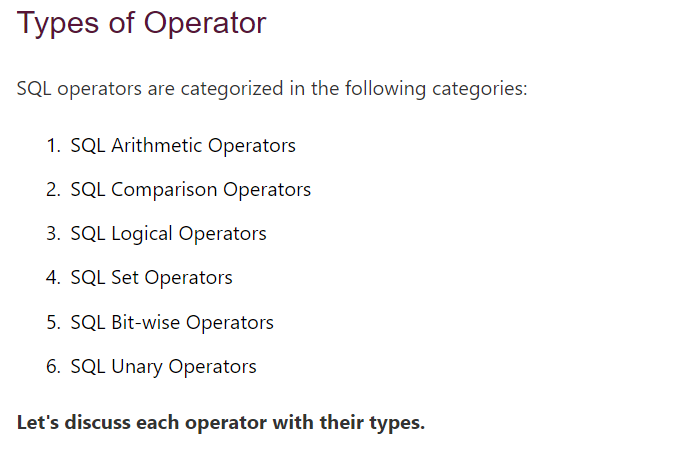 Types of Operator
SQL operators are categorized in the following categories:
1. SQL Arithmetic Operators
2. SQL Comparison Operators
3. SQL Logical Operators
4. SQL Set Operators
5. SQL Bit-wise Operators
6. SQL Unary Operators
Let's discuss each operator with their types.